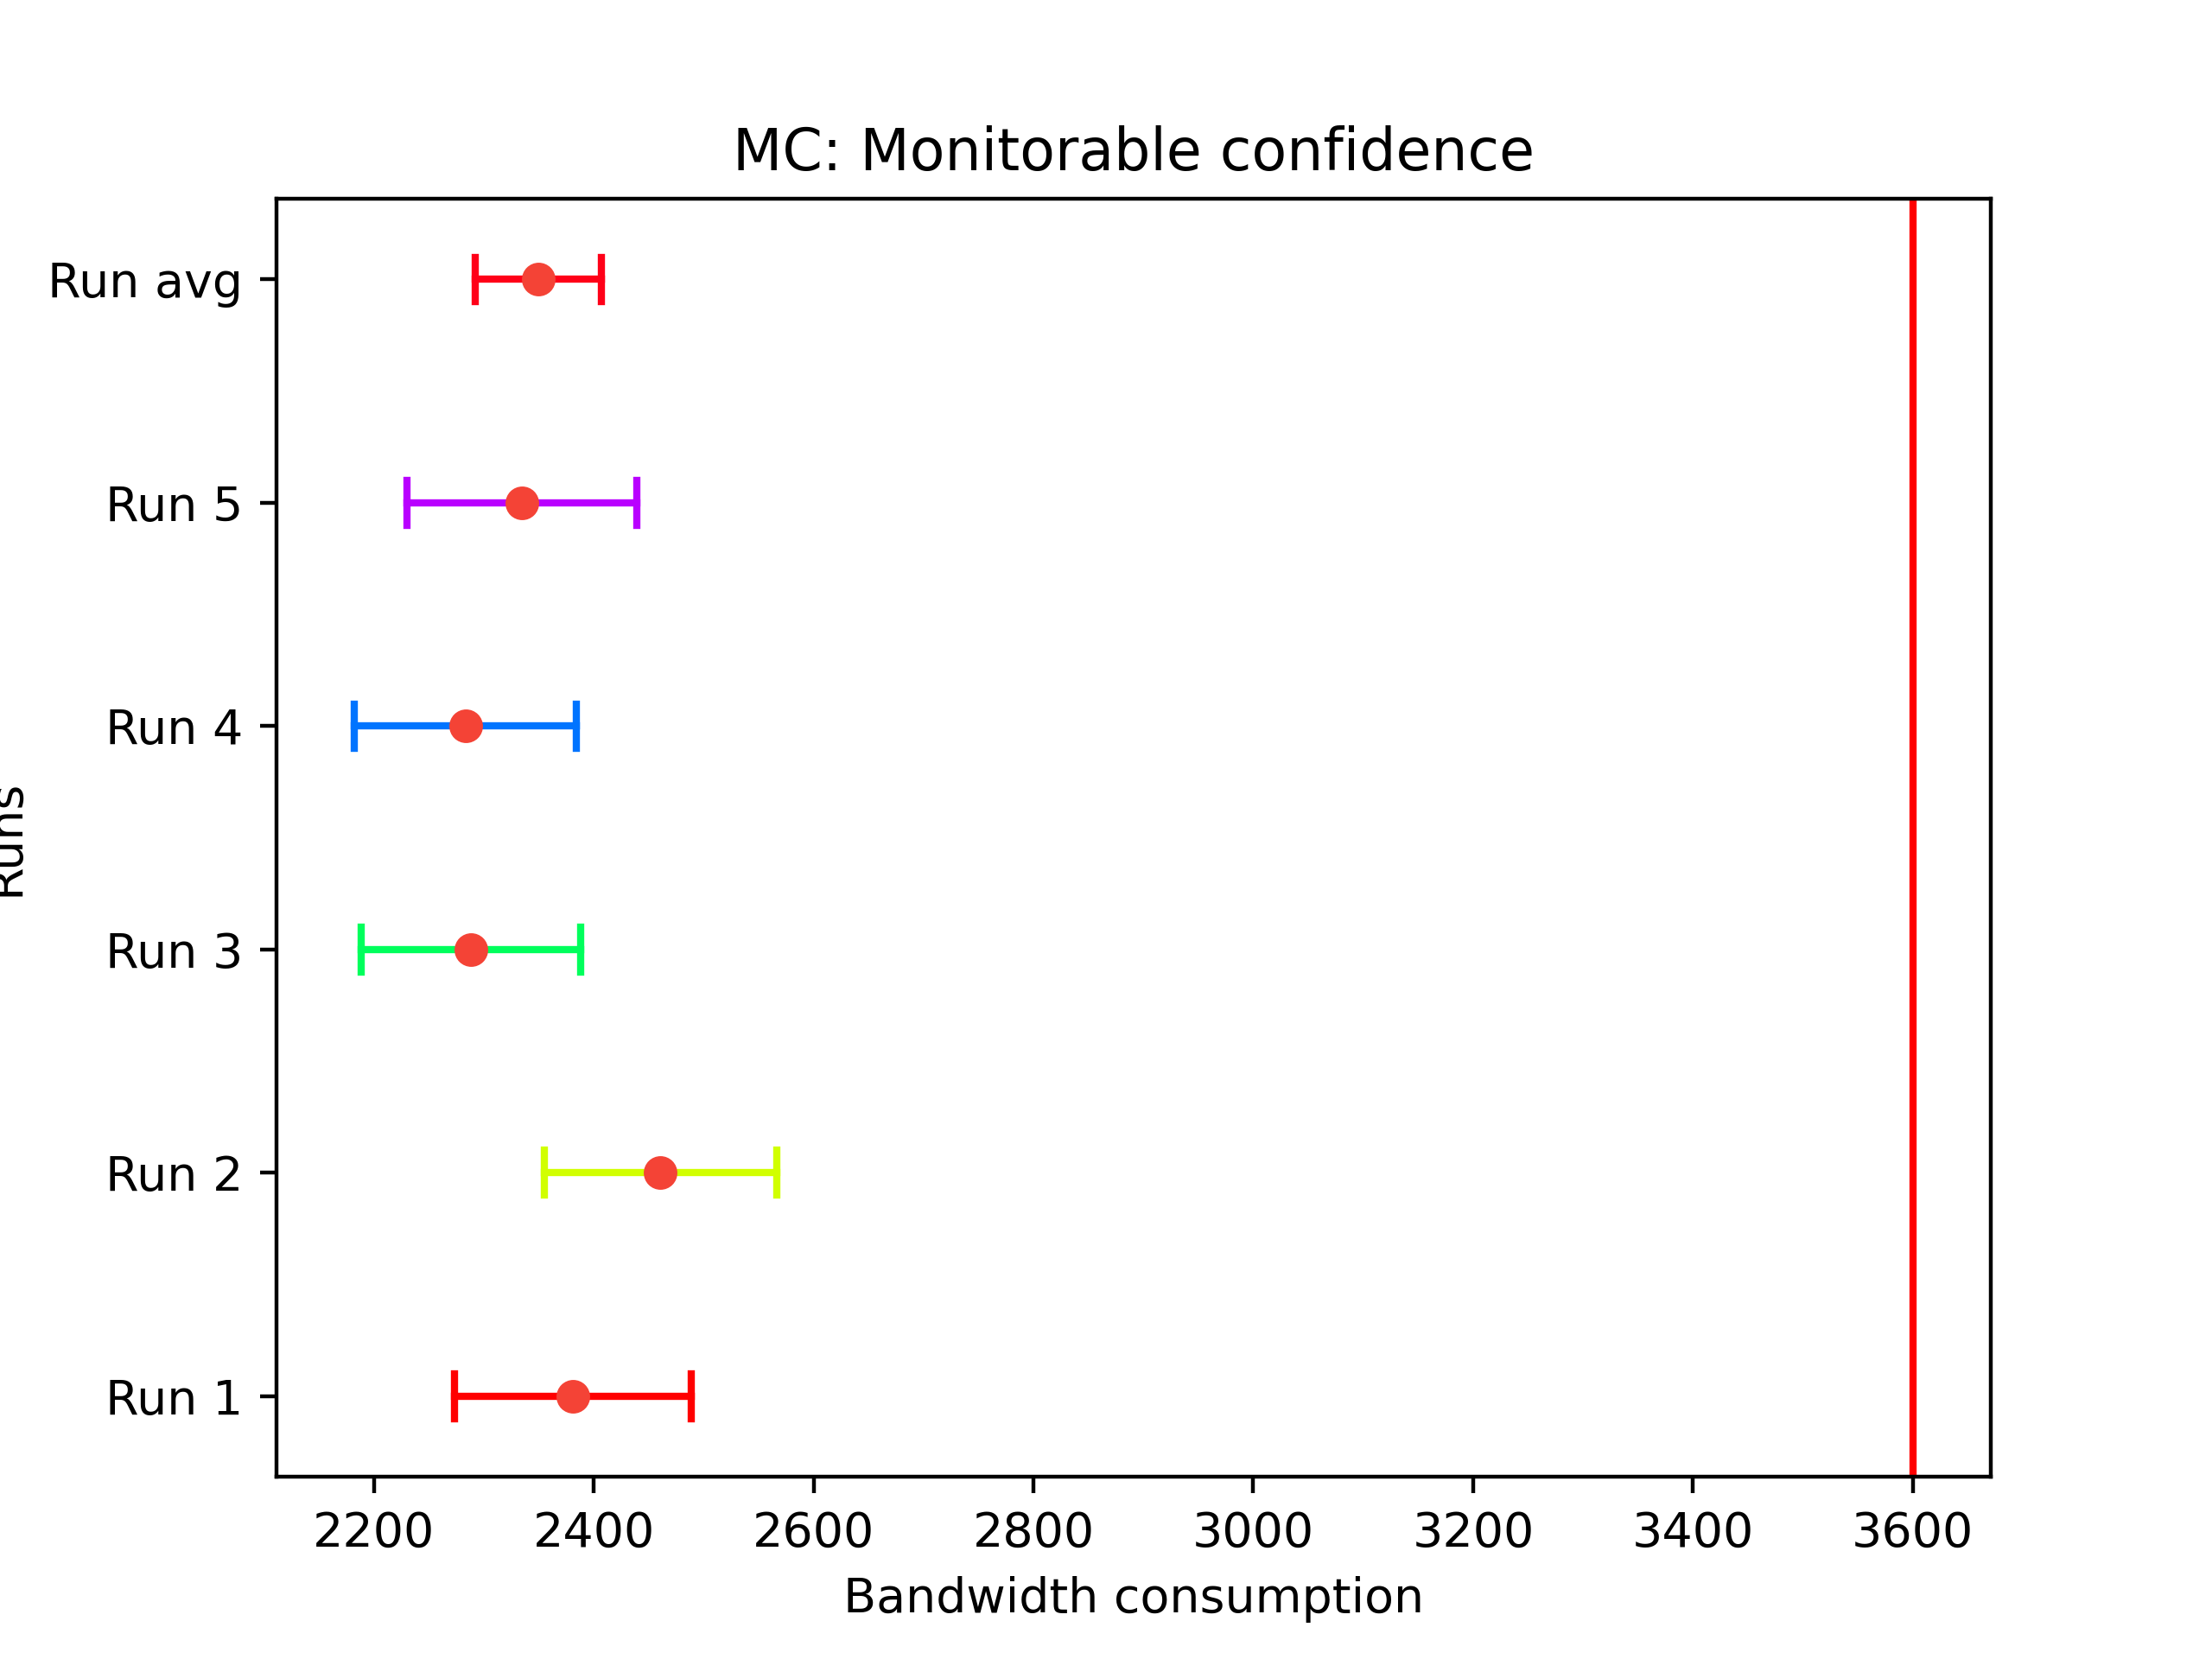 MC: Monitorable confidence
Run avg
Run 5
Run 4
Runs
Run 3
Run 2
Run 1
2200 2400 2600 2800 3000 3200 3400 3600
Bandwidth consumption